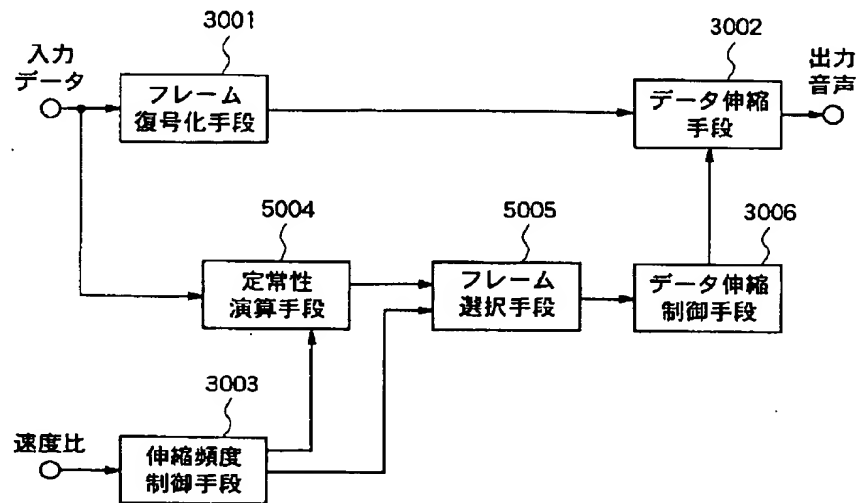 3001
3002
入力
データ
フレーム
復号化手段
データ伸縮
手段
出力
音声
5004
5005
3006
定常性
演算手段
フレーム
選択手段
データ伸縮
制御手段
3003
速度比
伸縮頻度
制御手段